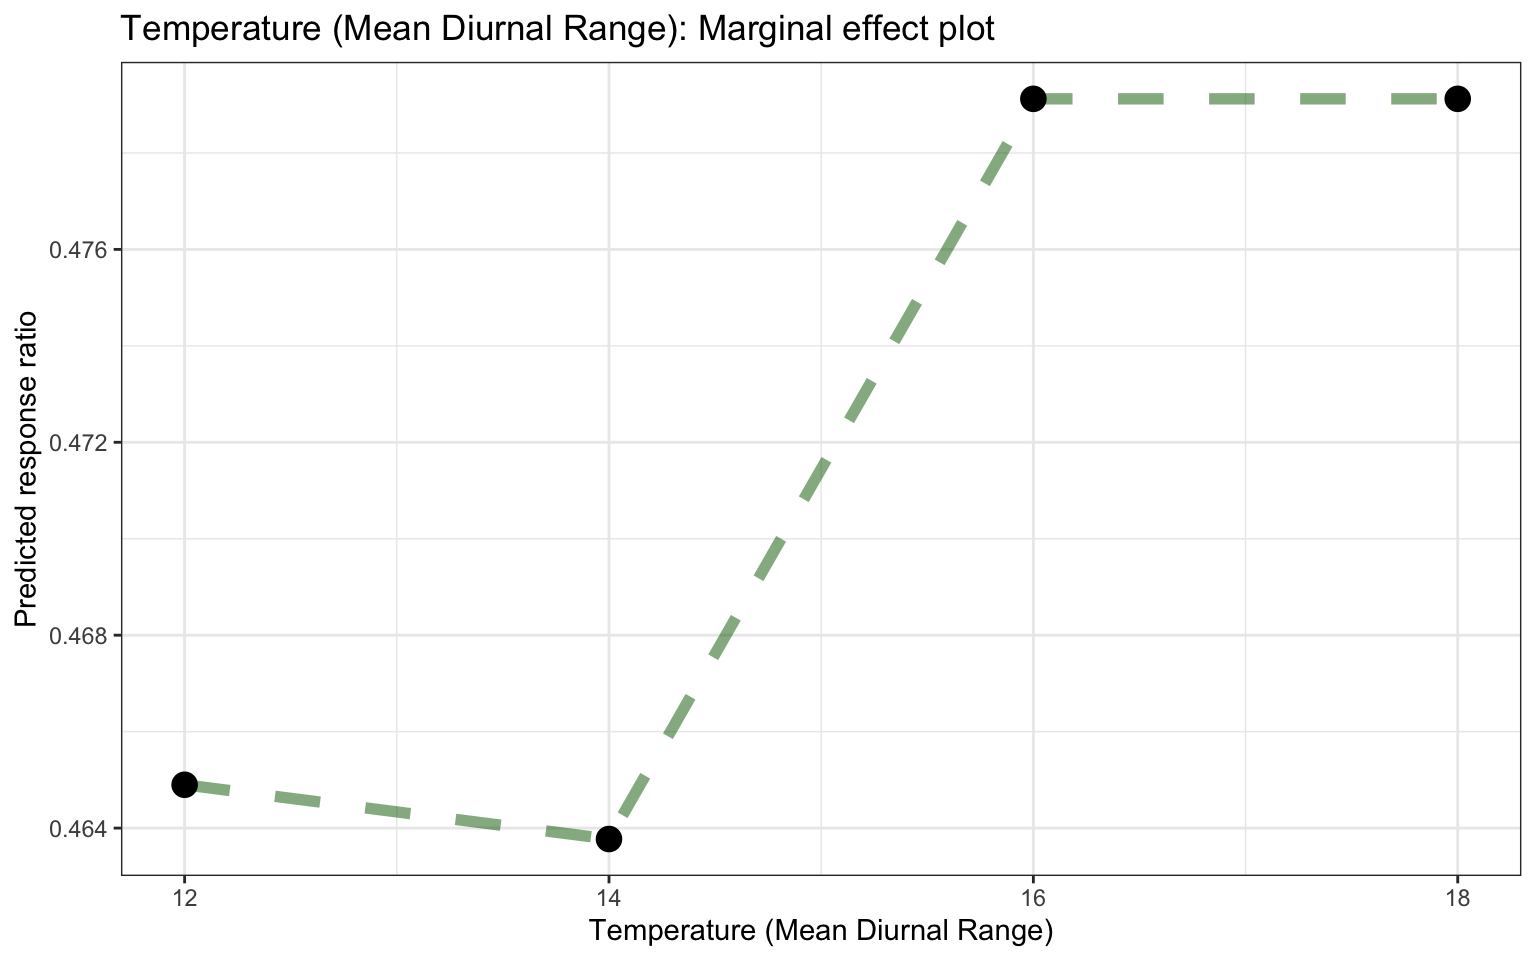 Temperature (Mean Diurnal Range): Marginal effect plot
Predicted response ratio
0.476
0.472
0.468
0.464
12
14
16
18
Temperature (Mean Diurnal Range)